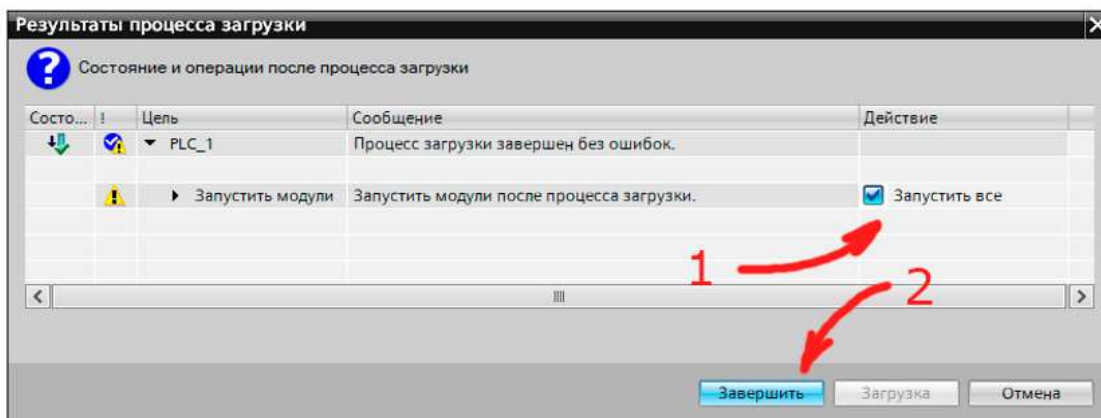 Результаты процесса загрузки
Состояние и операции после процесса загрузки
Состо... ! Цель Сообщение Действие
PLC_1 Процесс загрузки завершен без ошибок.
Запустить модули Запустить модули после процесса загрузки. Запустить все
1
2
Завершить Загрузка Отмена